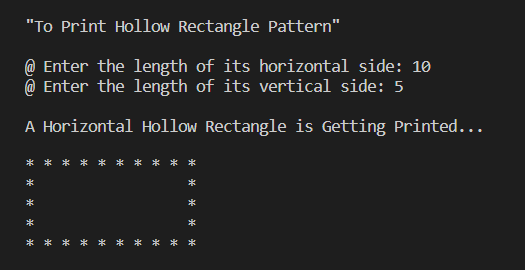 "To Print Hollow Rectangle Pattern"
@ Enter the length of its horizontal side: 10
@ Enter the length of its vertical side: 5
A Horizontal Hollow Rectangle is Getting Printed...
* * * * * * * * * *
*                 *
*                 *
*                 *
* * * * * * * * * *